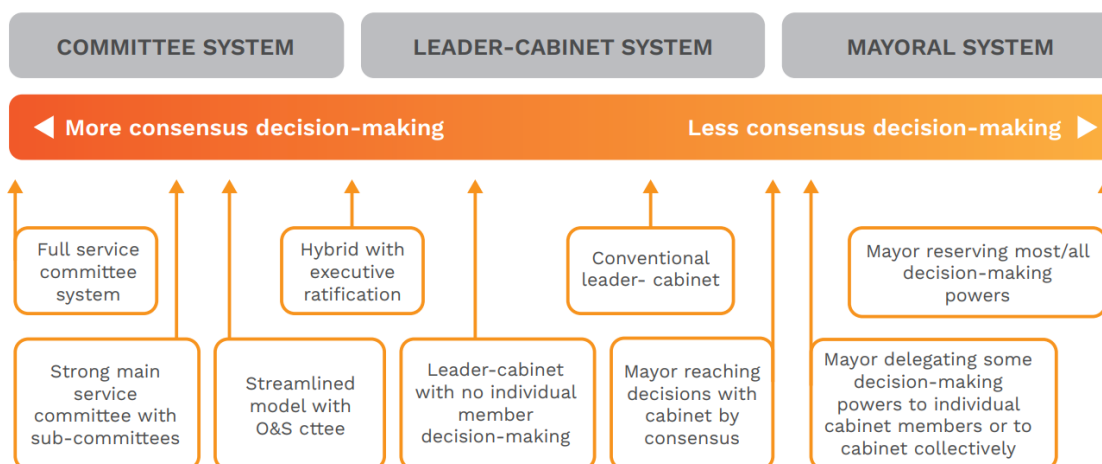 COMMITTEE SYSTEM
LEADER-CABINET SYSTEM
MAYORAL SYSTEM
More consensus decision-making
Less consensus decision-making
Full service
committee
system
Hybrid with
executive
ratification
Conventional
leader- cabinet
Mayor reserving most/all
decision-making
powers
Strong main
service
committee with
sub-committees
Streamlined
model with
O&S cttee
Leader-cabinet
with no individual
member
decision-making
Mayor reaching
decisions with
cabinet by
consensus
Mayor delegating some
decision-making
powers to individual
cabinet members or to
cabinet collectively